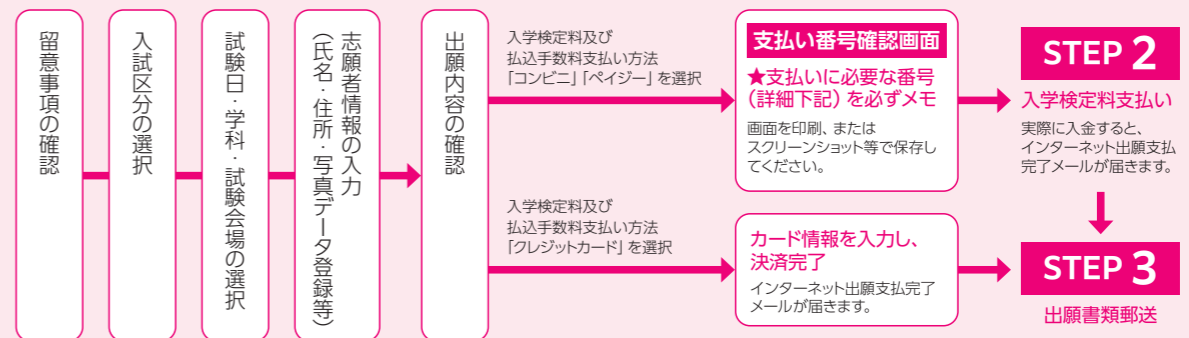 留意事項の確認
入試区分の選択
試験日・学科・試験会場の選択
志願者情報の入力
（氏名・住所・写真データ登録等）
出願内容の確認
入学検定料及び
払込手数料支払い方法
「コンビニ」「ペイジー」を選択
支払い番号確認画面
★支払いに必要な番号
（詳細下記）を必ずメモ
画面を印刷、または
スクリーンショット等で保存し
てください。
STEP 2
入学検定料支払い
実際に入金すると、
インターネット出願支払
完了メールが届きます。
入学検定料及び
払込手数料支払い方法
「クレジットカード」を選択
カード情報を入力し、
決済完了
インターネット出願支払完了
メールが届きます。
STEP 3
出願書類郵送